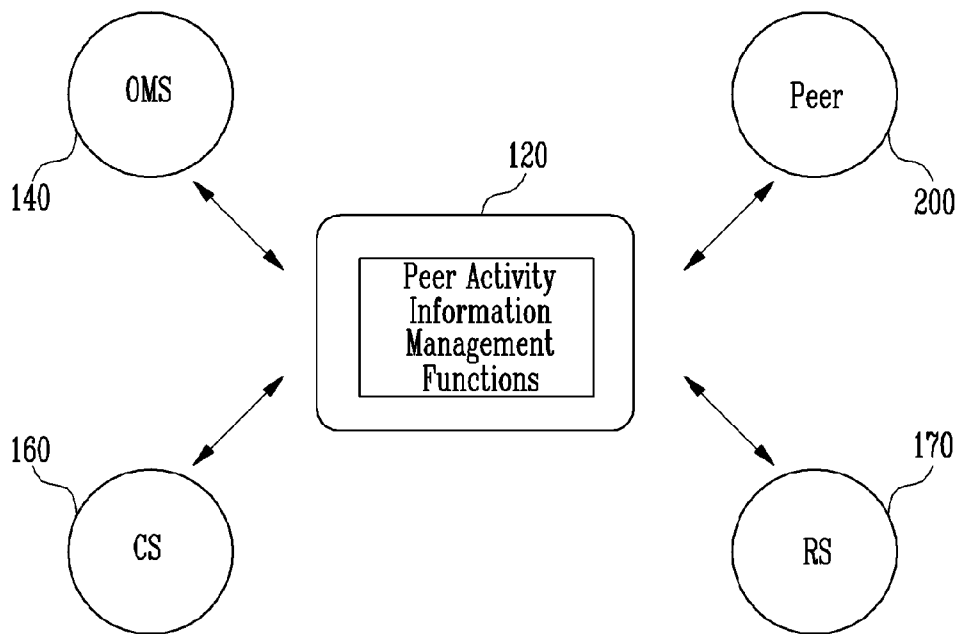 OMS
Peer
140
120
200
Peer Activity
Information
Management
Functions
160
170
CS
RS